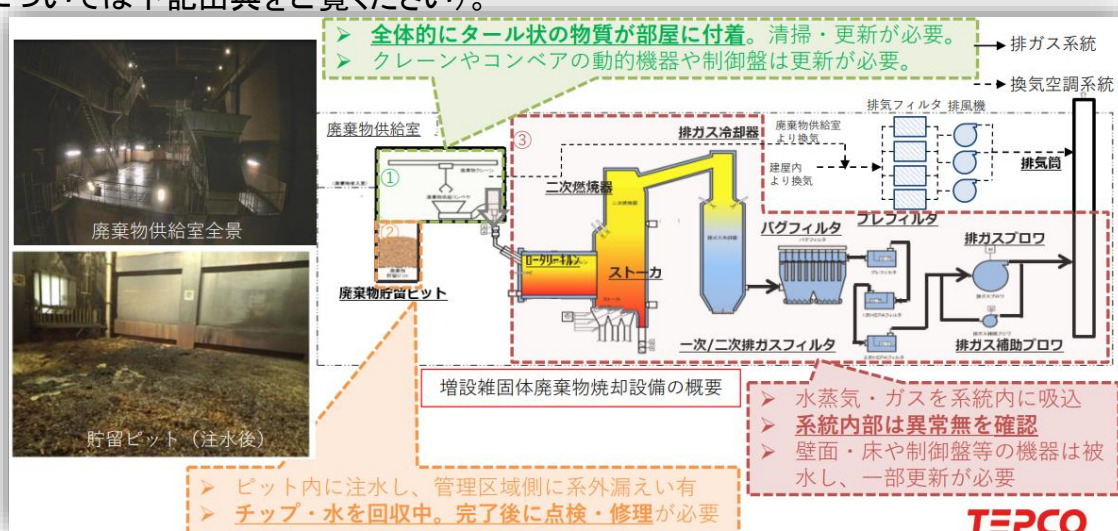 については下記出典をご覧ください）。
➢ 全体的にタール状の物質が部屋に付着。清掃・更新が必要。
➢ クレーンやコンベアの動的機器や制御盤は更新が必要。
排ガス系統
換気空調系統
廃棄物供給室
①
②
③
廃棄物供給室全景
貯留ピット（注水後）
廃棄物貯留ピット
ロータリーキルン
二次燃焼器
ストーカ
排ガス冷却器
廃棄物供給室
より換気
建屋内
より換気
排気フィルタ
排風機
排気筒
バグフィルタ
プレフィルタ
排ガスブロワ
一次/二次排ガスフィルタ
排ガス補助ブロワ
増設雑固体廃棄物焼却設備の概要
➢ ピット内に注水し、管理区域側に系外漏えい有
➢ チップ・水を回収中。完了後に点検・修理が必要
➢ 水蒸気・ガスを系統内に吸込
➢ 系統内部は異常無を確認
➢ 壁面・床や制御盤等の機器は被
水し、一部更新が必要
TEPCO